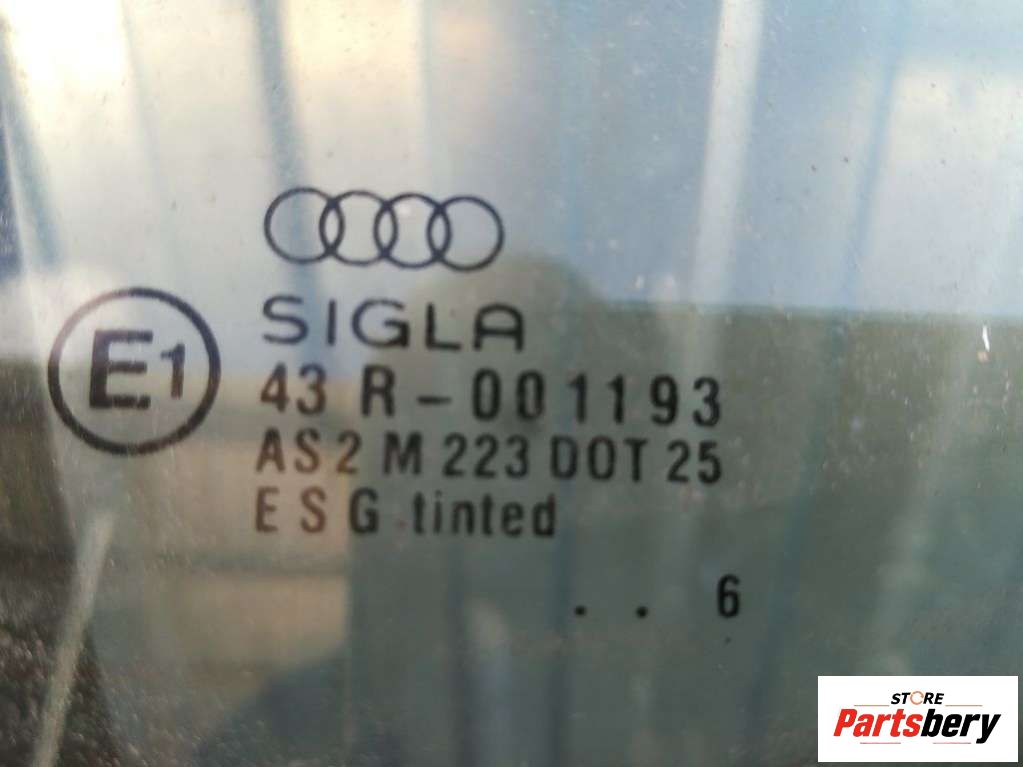 SIGLA
E1
43 R-001193
AS2 M 223 DOT 25
E S G tinted
. . 6
STORE
Partsbery